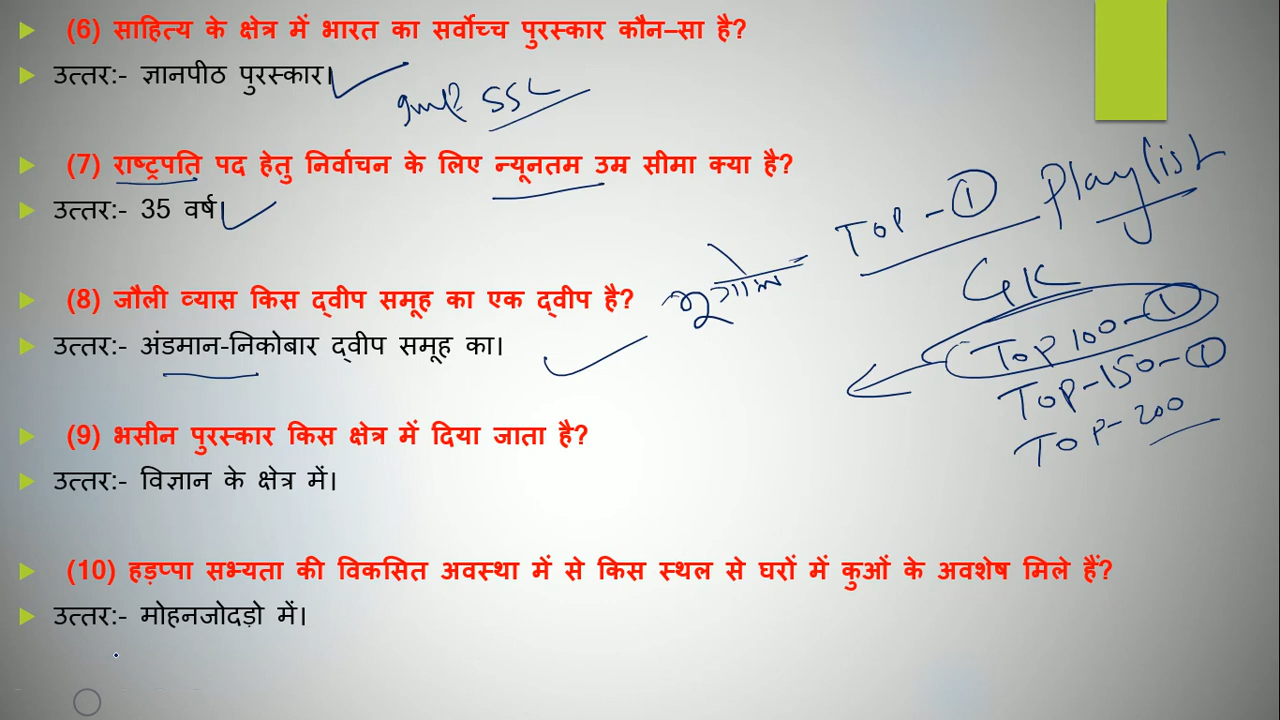 (6) साहित्य के क्षेत्र में भारत का सर्वोच्च पुरस्कार कौन–सा है?
उत्तर:- ज्ञानपीठ पुरस्कार।
SSC
(7) राष्ट्रपति पद हेतु निर्वाचन के लिए न्यूनतम उम्र सीमा क्या है?
उत्तर:- 35 वर्ष
TOP-① Playlist
(8) जौली व्यास किस द्वीप समूह का एक द्वीप है?
भूगोल
GK
उत्तर:- अंडमान-निकोबार द्वीप समूह का।
TOP 100-①
TOP-150-①
TOP-200
(9) भसीन पुरस्कार किस क्षेत्र में दिया जाता है?
उत्तर:- विज्ञान के क्षेत्र में।
(10) हड़प्पा सभ्यता की विकसित अवस्था में से किस स्थल से घरों में कुओं के अवशेष मिले हैं?
उत्तर:- मोहनजोदड़ो में।